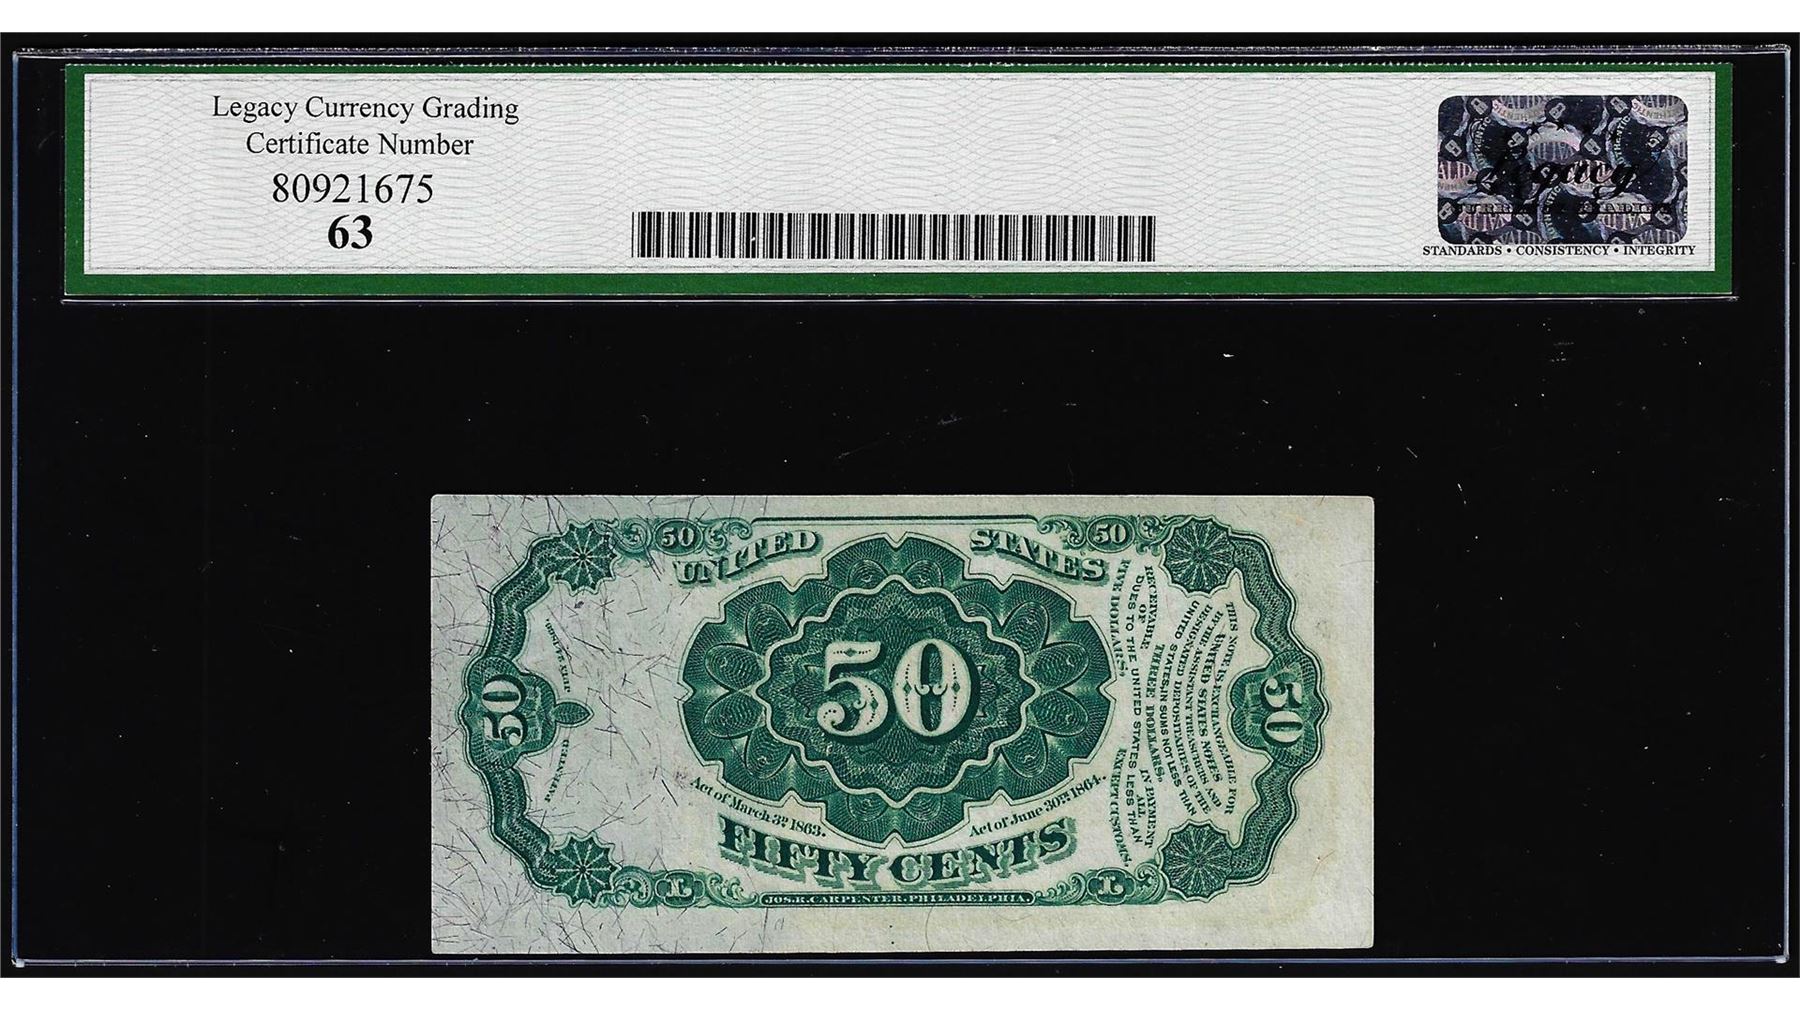 Legacy Currency Grading
Certificate Number
80921675
63
Legacy
STANDARDS • CONSISTENCY • INTEGRITY
50
50
UNITED STATES
50
50
50
PATENTED
THIS NOTE IS EXCHANGEABLE FOR
UNITED STATES NOTES
BY THE ASSISTANT TREASURERS AND
DESIGNATED DEPOSITARIES OF THE
UNITED STATES, IN SUMS NOT LESS THAN
THREE DOLLARS.
RECEIVABLE IN PAYMENT
OF ALL
DUES TO THE UNITED STATES LESS THAN
FIVE DOLLARS, EXCEPT CUSTOMS.
Act of March 3ᴰ 1863.
Act of June 30ᵀᴴ 1864.
FIFTY CENTS
L
L
JOS. R. CARPENTER. PHILADELPHIA.